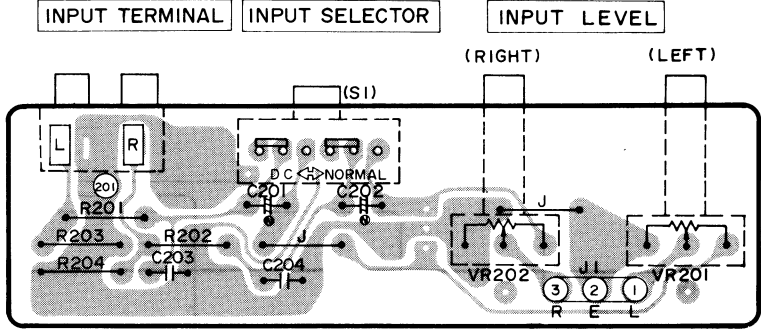 INPUT TERMINAL
INPUT SELECTOR
INPUT LEVEL
(RIGHT)
(LEFT)
(S1)
L
R
DC
NORMAL
201
C201
C202
R201
J
J
R203
R202
R204
C203
C204
N
N
VR202
J1
VR201
3
2
1
R
E
L